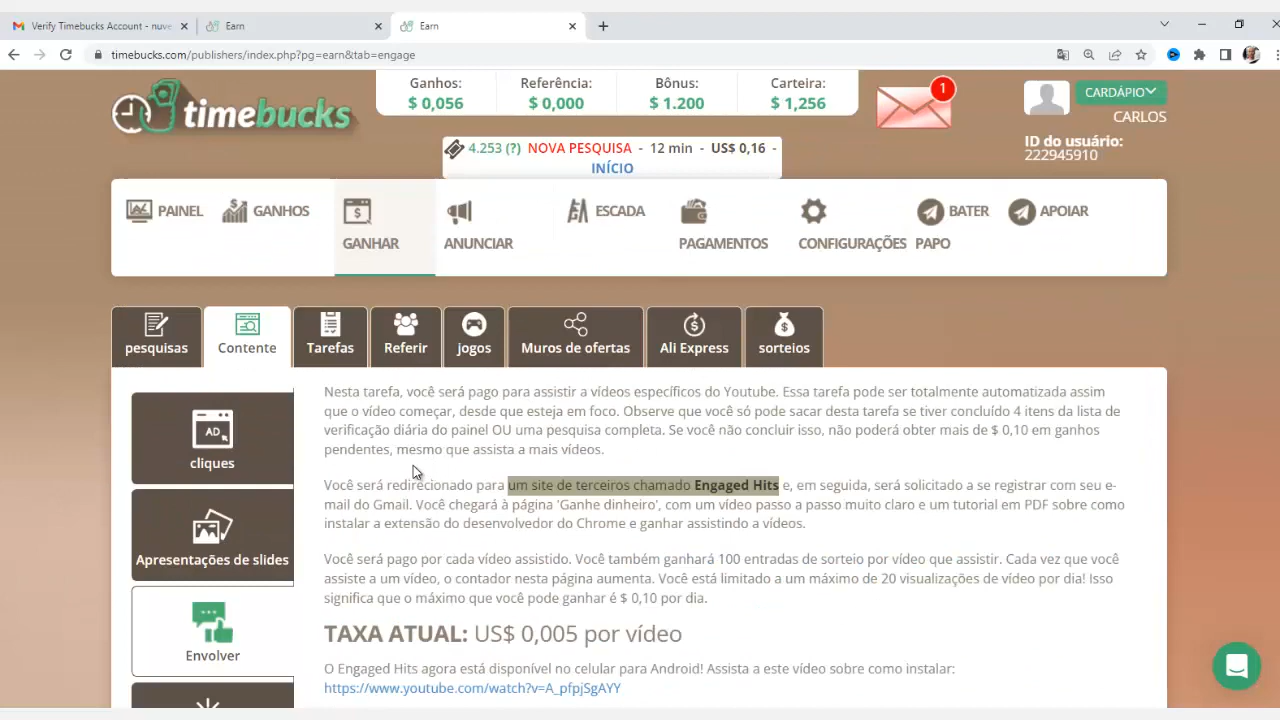 Verify Timebucks Account - nuve
Earn
Earn
timebucks.com/publishers/index.php?pg=earn&tab=engage
timebucks
Ganhos:
$ 0,056
Referência:
$ 0,000
Bônus:
$ 1.200
Carteira:
$ 1,256
1
CARDÁPIO
CARLOS
ID do usuário:
222945910
4.253 (?) NOVA PESQUISA - 12 min - US$ 0,16 -
INÍCIO
PAINEL
GANHOS
GANHAR
ANUNCIAR
ESCADA
PAGAMENTOS
CONFIGURAÇÕES
BATER
PAPO
APOIAR
pesquisas
Contente
Tarefas
Referir
jogos
Muros de ofertas
Ali Express
sorteios
AD
cliques
Apresentações de slides
Envolver
Nesta tarefa, você será pago para assistir a vídeos específicos do Youtube. Essa tarefa pode ser totalmente automatizada assim
que o vídeo começar, desde que esteja em foco. Observe que você só pode sacar desta tarefa se tiver concluído 4 itens da lista de
verificação diária do painel OU uma pesquisa completa. Se você não concluir isso, não poderá obter mais de $ 0,10 em ganhos
pendentes, mesmo que assista a mais vídeos.
Você será redirecionado para um site de terceiros chamado Engaged Hits e, em seguida, será solicitado a se registrar com seu e-
mail do Gmail. Você chegará à página 'Ganhe dinheiro', com um vídeo passo a passo muito claro e um tutorial em PDF sobre como
instalar a extensão do desenvolvedor do Chrome e ganhar assistindo a vídeos.
Você será pago por cada vídeo assistido. Você também ganhará 100 entradas de sorteio por vídeo que assistir. Cada vez que você
assiste a um vídeo, o contador nesta página aumenta. Você está limitado a um máximo de 20 visualizações de vídeo por dia! Isso
significa que o máximo que você pode ganhar é $ 0,10 por dia.
TAXA ATUAL: US$ 0,005 por vídeo
O Engaged Hits agora está disponível no celular para Android! Assista a este vídeo sobre como instalar:
https://www.youtube.com/watch?v=A_pfpjSgAYY